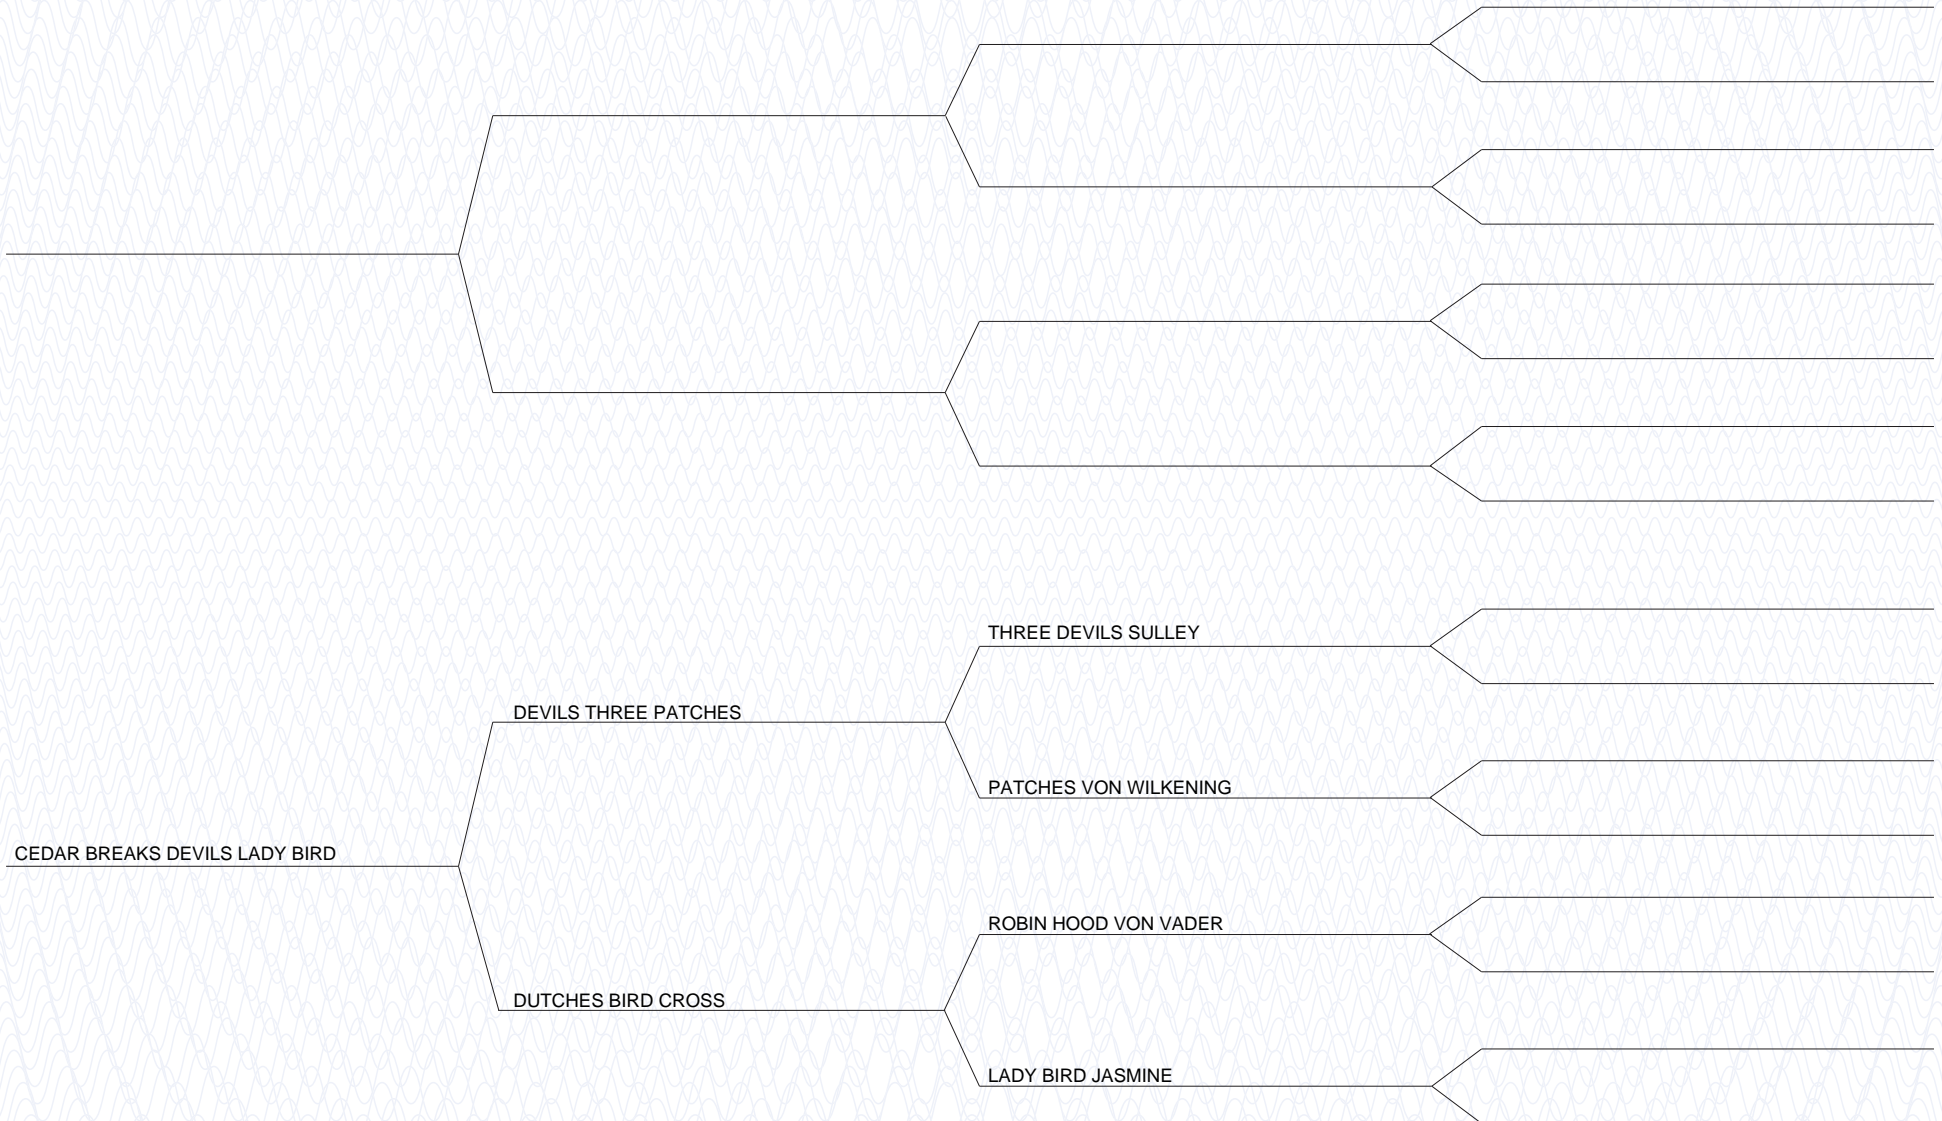 THREE DEVILS SULLEY
DEVILS THREE PATCHES
PATCHES VON WILKENING
CEDAR BREAKS DEVILS LADY BIRD
ROBIN HOOD VON VADER
DUTCHES BIRD CROSS
LADY BIRD JASMINE